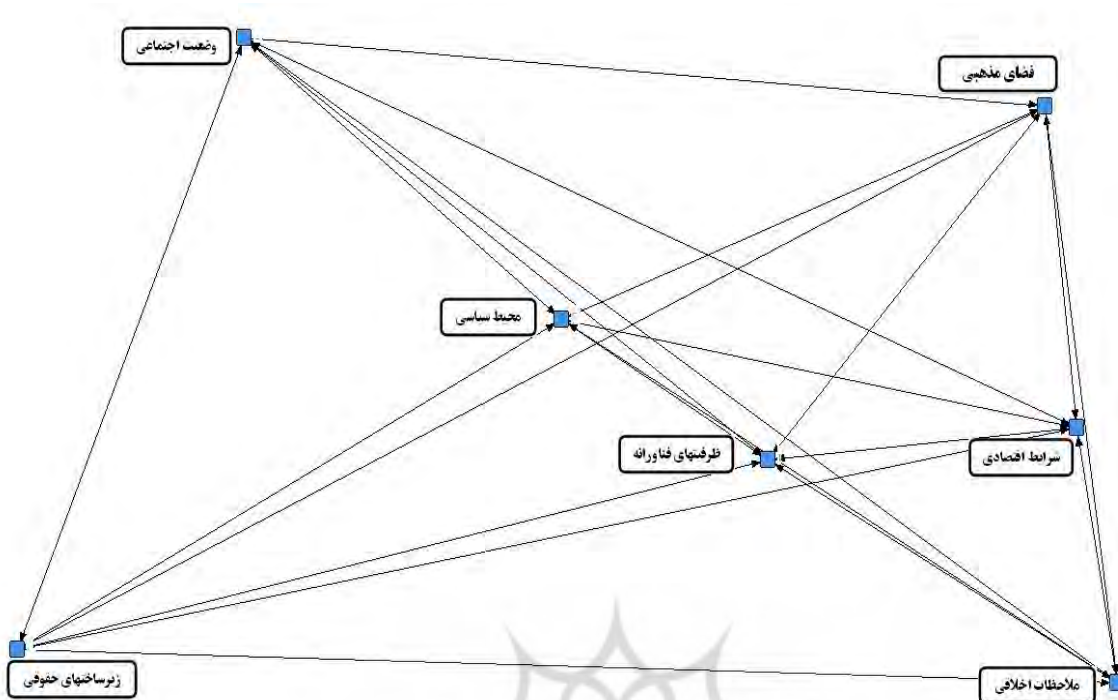 وضعیت اجتماعی
فضای مذهبی
محیط سیاسی
ظرفیتهای فناورانه
شرایط اقتصادی
زیرساختهای حقوقی
ملاحظات اخلاقی